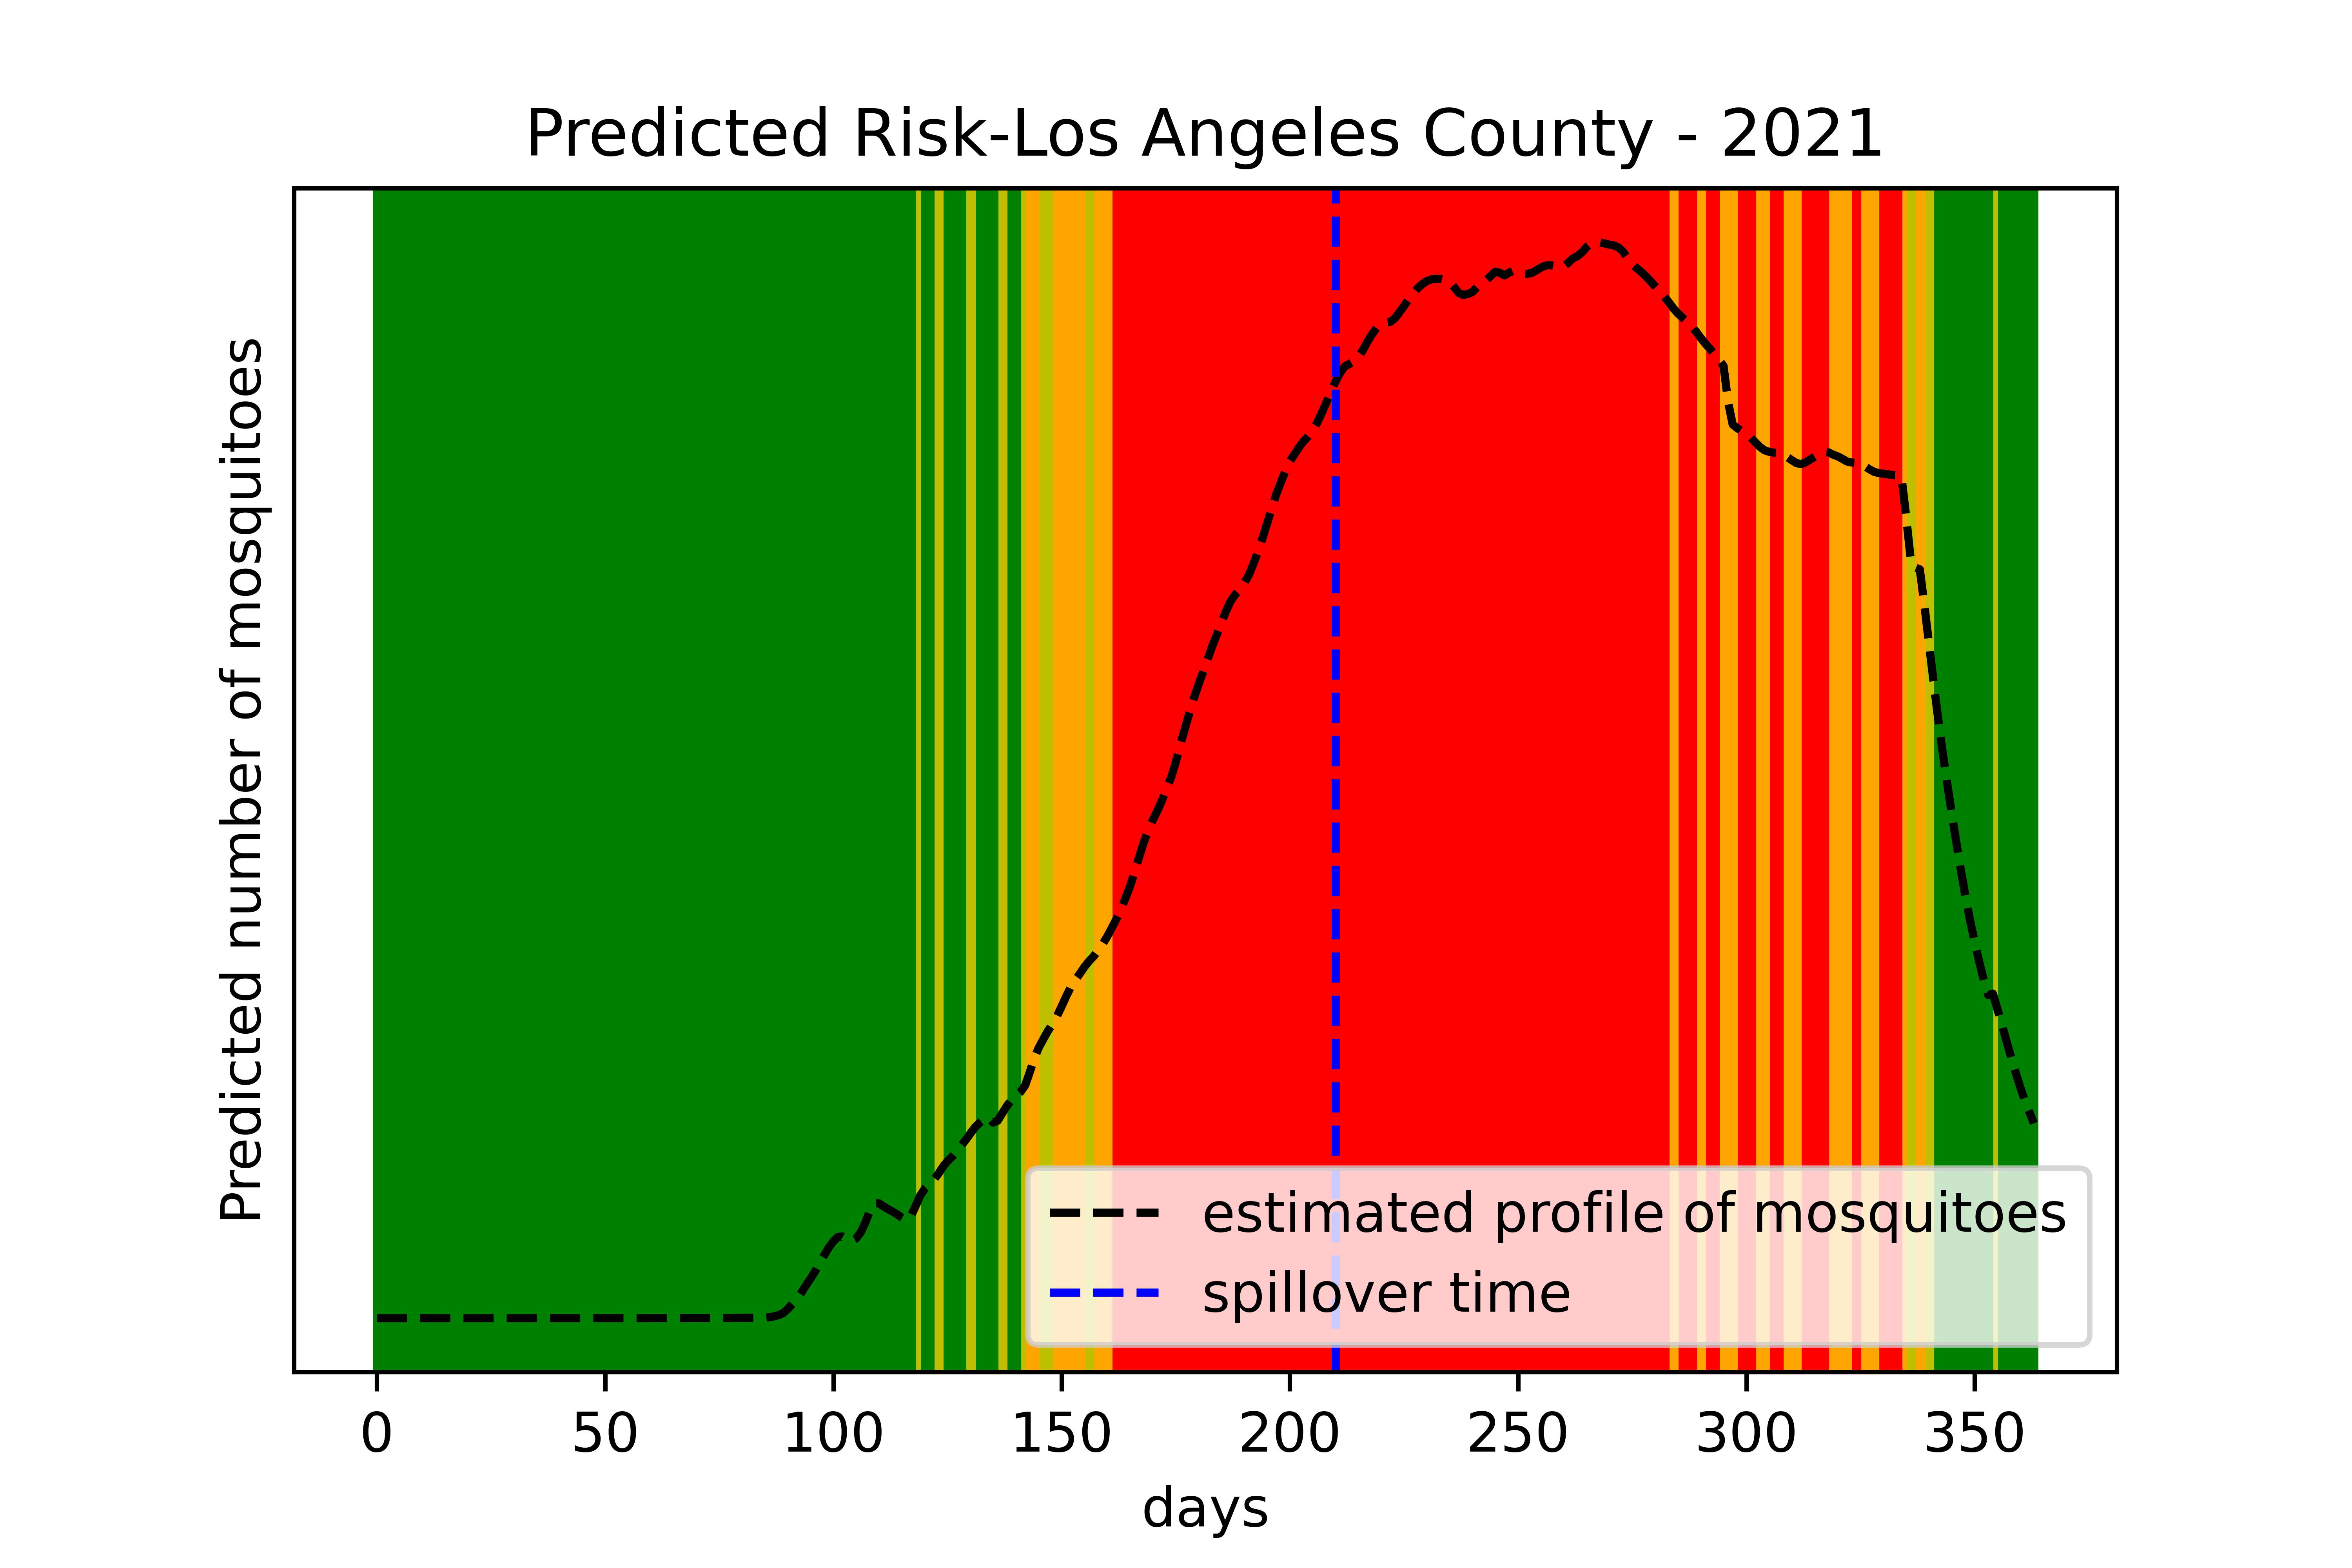 Predicted Risk-Los Angeles County - 2021
Predicted number of mosquitoes
estimated profile of mosquitoes
spillover time
0 50 100 150 200 250 300 350
days